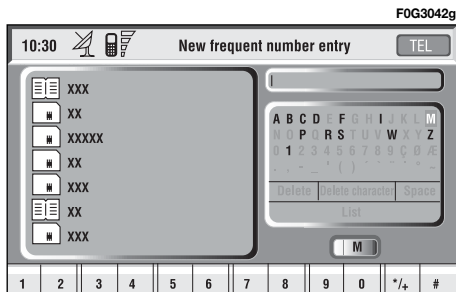 F0G3042g
10:30 New frequent number entry TEL
xxx
xx
xxxxx
xx
xxx
xx
xxx
A B C D E F G H I J K L M
N O P Q R S T U V W X Y Z
0 1 2 3 4 5 6 7 8 9 Ç Ø Æ
Delete Delete character Space
List
M
1 2 3 4 5 6 7 8 9 0 */+ #